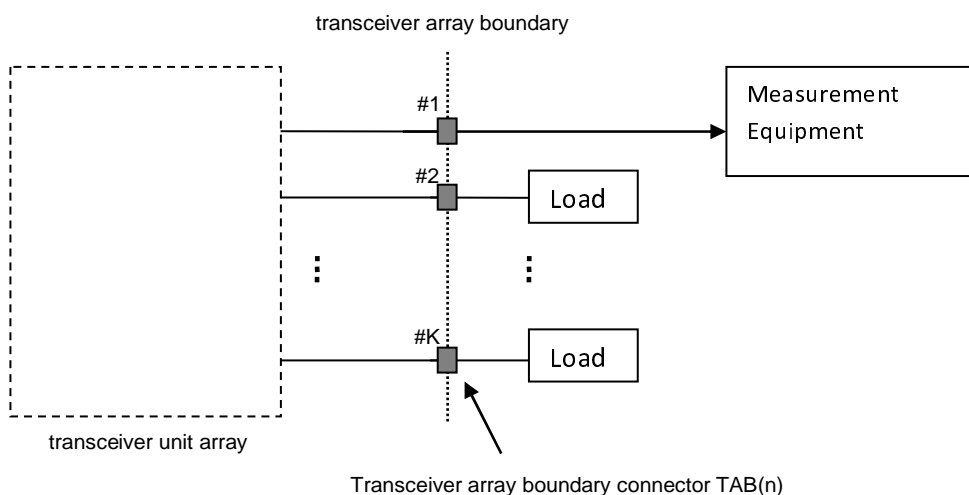 transceiver array boundary
#1
Measurement
Equipment
#2
Load
#K
Load
transceiver unit array
Transceiver array boundary connector TAB(n)